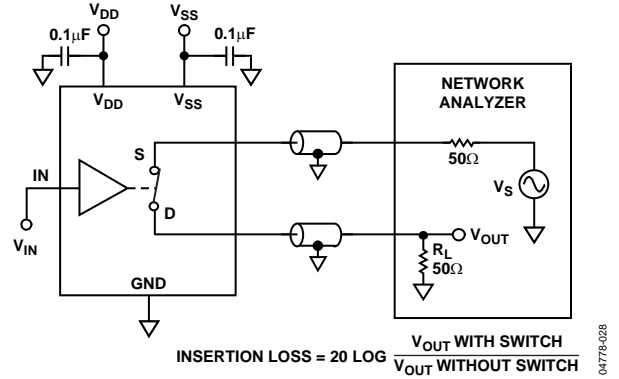 VDD
VSS
0.1μF
0.1μF
VDD
VSS
NETWORK
ANALYZER
S
50Ω
IN
VS
D
VOUT
VIN
RL
50Ω
GND
INSERTION LOSS = 20 LOG VOUT WITH SWITCH
VOUT WITHOUT SWITCH
04778-028